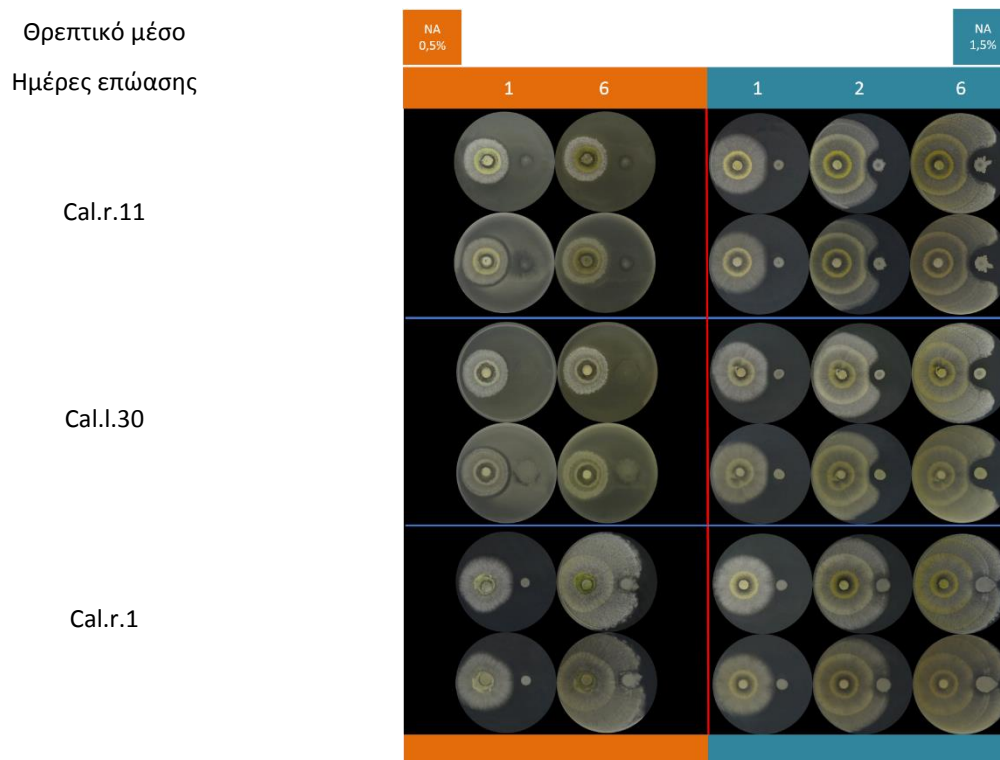 Θρεπτικό μέσο
NA
0,5%
NA
1,5%
Ημέρες επώασης
1 6 1 2 6
Cal.r.11
Cal.l.30
Cal.r.1